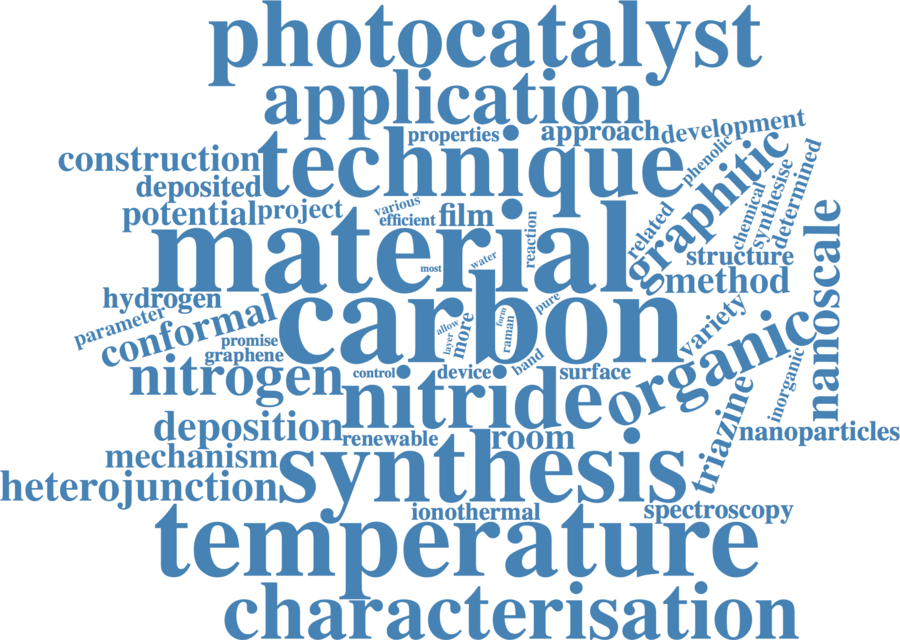 photocatalyst
application
properties
approach
development
construction
technique
phenolic
graphitic
deposited
chemical
synthesise
determined
potential
project
various
efficient
film
reaction
related
material
most
water
structure
method
nanoscale
hydrogen
parameter
conformal
carbon
allow
layer
more
form
raman
pure
variety
promise
graphene
nitrogen
control
device
band
surface
organic
inorganic
nitride
triazine
deposition
renewable
room
nanoparticles
mechanism
synthesis
heterojunction
ionothermal
spectroscopy
temperature
characterisation